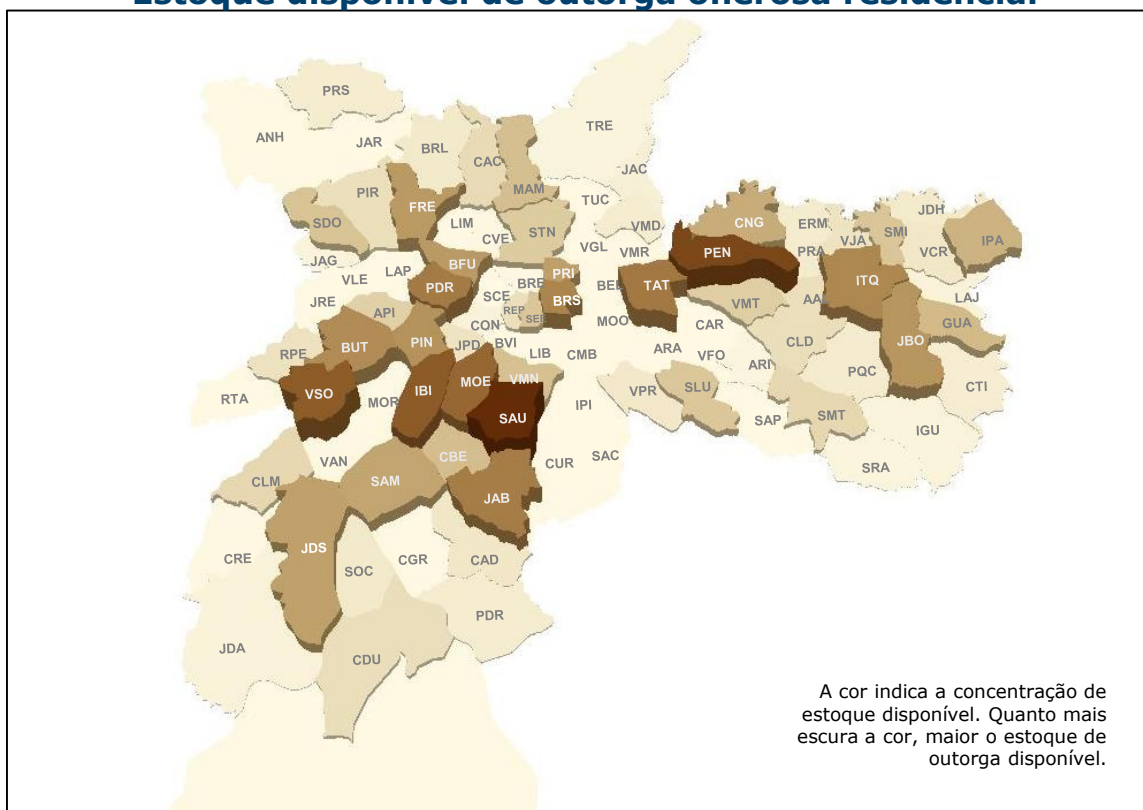 Estoque disponível de outorga onerosa residencial
PRS
ANH
JAR
BRL
CAC
TRE
JAC
PIR
FRE
MAM
TUC
SDO
LIM
CVE
STN
VMD
CNG
ERM
JDH
VJA
SMI
VCR
IPA
JAG
VLE
LAP
BFU
VGL
VMR
PEN
PRA
ITQ
PDR
BRE
PRI
BRS
BEL
TAT
VMT
LAJ
JRE
SCE
API
REP
CON
MOO
CAR
CLD
JBO
GUA
RPE
BUT
PIN
JPD
BVI
LIB
CMB
ARA
VFO
ARI
PQC
CTI
RTA
VSO
MOR
IBI
MOE
VMN
SAU
IPI
VPR
SLU
SAP
SMT
IGU
VAN
CBE
CUR
SAC
SRA
CLM
SAM
JAB
CRE
JDS
SOC
CGR
CAD
JDA
CDU
PDR
A cor indica a concentração de
estoque disponível. Quanto mais
escura a cor, maior o estoque de
outorga disponível.